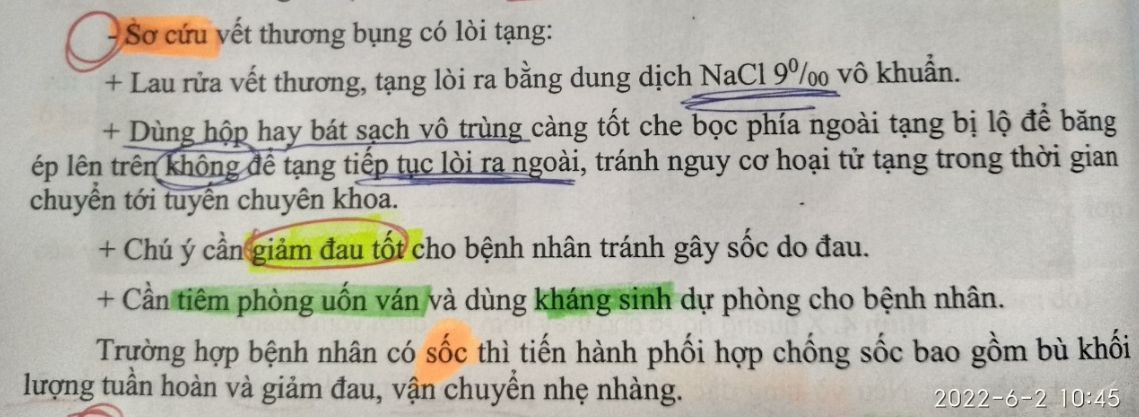 - Sơ cứu vết thương bụng có lòi tạng:
+ Lau rửa vết thương, tạng lòi ra bằng dung dịch NaCl 9⁰/₀₀ vô khuẩn.
+ Dùng hộp hay bát sạch vô trùng càng tốt che bọc phía ngoài tạng bị lộ để băng
ép lên trên không để tạng tiếp tục lòi ra ngoài, tránh nguy cơ hoại tử tạng trong thời gian
chuyển tới tuyến chuyên khoa.
+ Chú ý cần giảm đau tốt cho bệnh nhân tránh gây sốc do đau.
+ Cần tiêm phòng uốn ván và dùng kháng sinh dự phòng cho bệnh nhân.
Trường hợp bệnh nhân có sốc thì tiến hành phối hợp chống sốc bao gồm bù khối
lượng tuần hoàn và giảm đau, vận chuyển nhẹ nhàng.
2022-6-2 10:45